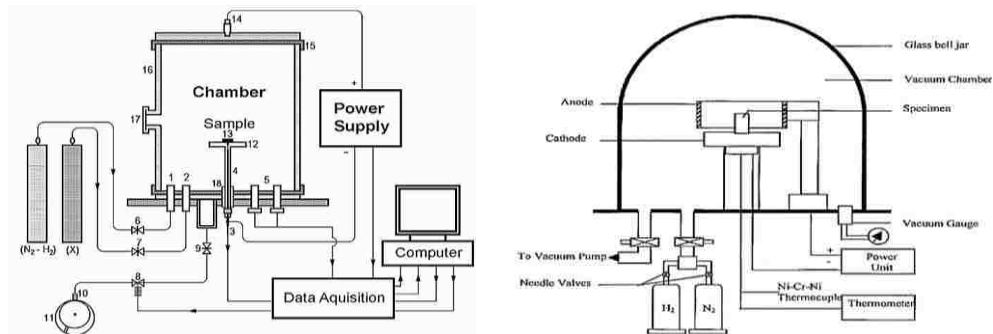 14
15
+
16
Chamber
Power
Supply
17
Sample
13
12
-
4
1
2
18
5
6
3
(N₂ - H₂)
(X)
7
9
Computer
8
10
Data Aquisition
11
Glass bell jar
Vacuum Chamber
Anode
Specimen
Cathode
Vacuum Gauge
To Vacuum Pump
+
-
Power
Unit
Needle Valves
Ni-Cr-Ni
Thermocuple
Thermometer
H₂
N₂